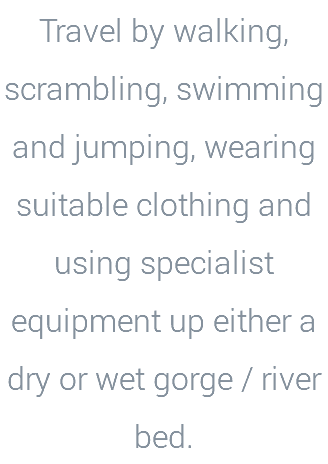 Travel by walking,
scrambling, swimming
and jumping, wearing
suitable clothing and
using specialist
equipment up either a
dry or wet gorge / river
bed.